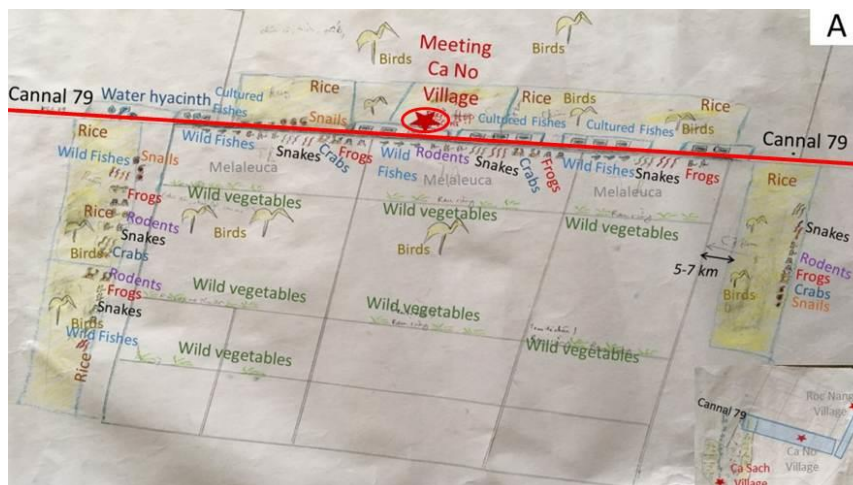 A
Birds
Birds
Meeting
Ca No
Village
Cannal 79
Water hyacinth
Cultured
Fishes
Rice
Snails
Rice
Birds
Rice
Cultured Fishes
Cultured Fishes
Birds
Cannal 79
Rice
Wild Fishes
Snails
Wild Fishes
Snakes
Crabs
Frogs
Wild
Fishes
Rodents
Snakes
Crabs
Frogs
Wild Fishes
Snakes
Frogs
Rice
Melaleuca
Melaleuca
Melaleuca
Frogs
Wild vegetables
Wild vegetables
Wild vegetables
Rice
Rodents
Snakes
Birds
Birds
Crabs
Birds
Snakes
5-7 km
Rodents
Frogs
Crabs
Snails
Birds
Rodents
Frogs
Snakes
Wild vegetables
Wild vegetables
Birds
Wild Fishes
Rice
Wild vegetables
Wild vegetables
Cannal 79
Roc Nang
Village
Ca No
Village
Ca Sach
Village